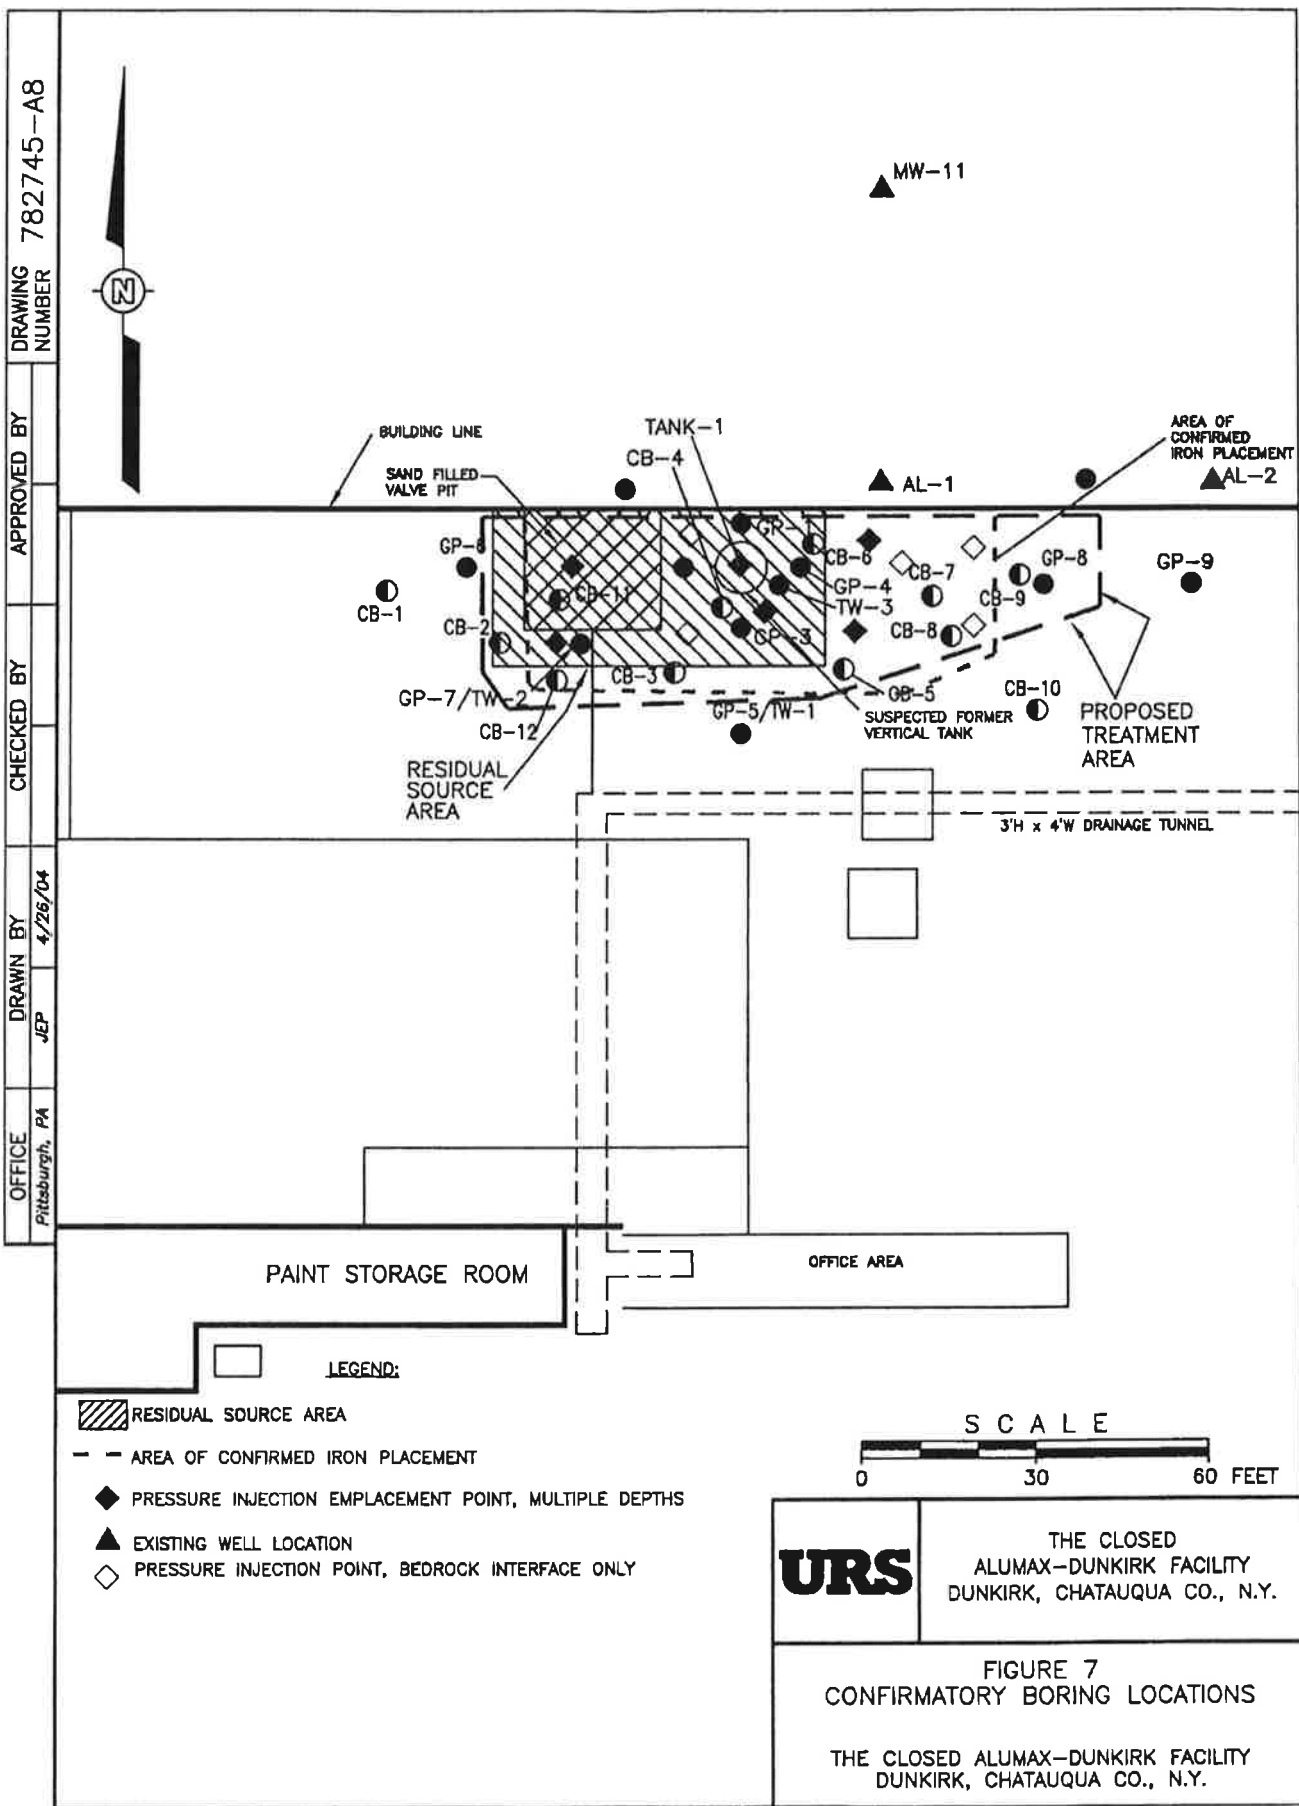 DRAWING
NUMBER
782745-A8
APPROVED BY
CHECKED BY
DRAWN BY
JEP
4/26/04
OFFICE
Pittsburgh, PA
N
MW-11
BUILDING LINE
TANK-1
CB-4
SAND FILLED
VALVE PIT
AREA OF
CONFIRMED
IRON PLACEMENT
AL-1
AL-2
GP-1
GP-6
CB-6
CB-7
GP-8
GP-9
CB-1
CB-11
GP-4
CB-9
TW-3
CB-2
GP-3
CB-8
CB-3
CB-5
GP-7/TW-2
CB-10
CB-12
GP-5/TW-1
SUSPECTED FORMER
VERTICAL TANK
PROPOSED
TREATMENT
AREA
RESIDUAL
SOURCE
AREA
3'H x 4'W DRAINAGE TUNNEL
PAINT STORAGE ROOM
OFFICE AREA
LEGEND:
RESIDUAL SOURCE AREA
AREA OF CONFIRMED IRON PLACEMENT
PRESSURE INJECTION EMPLACEMENT POINT, MULTIPLE DEPTHS
EXISTING WELL LOCATION
PRESSURE INJECTION POINT, BEDROCK INTERFACE ONLY
SCALE
0 30 60 FEET
URS
THE CLOSED
ALUMAX-DUNKIRK FACILITY
DUNKIRK, CHATAUQUA CO., N.Y.
FIGURE 7
CONFIRMATORY BORING LOCATIONS
THE CLOSED ALUMAX-DUNKIRK FACILITY
DUNKIRK, CHATAUQUA CO., N.Y.